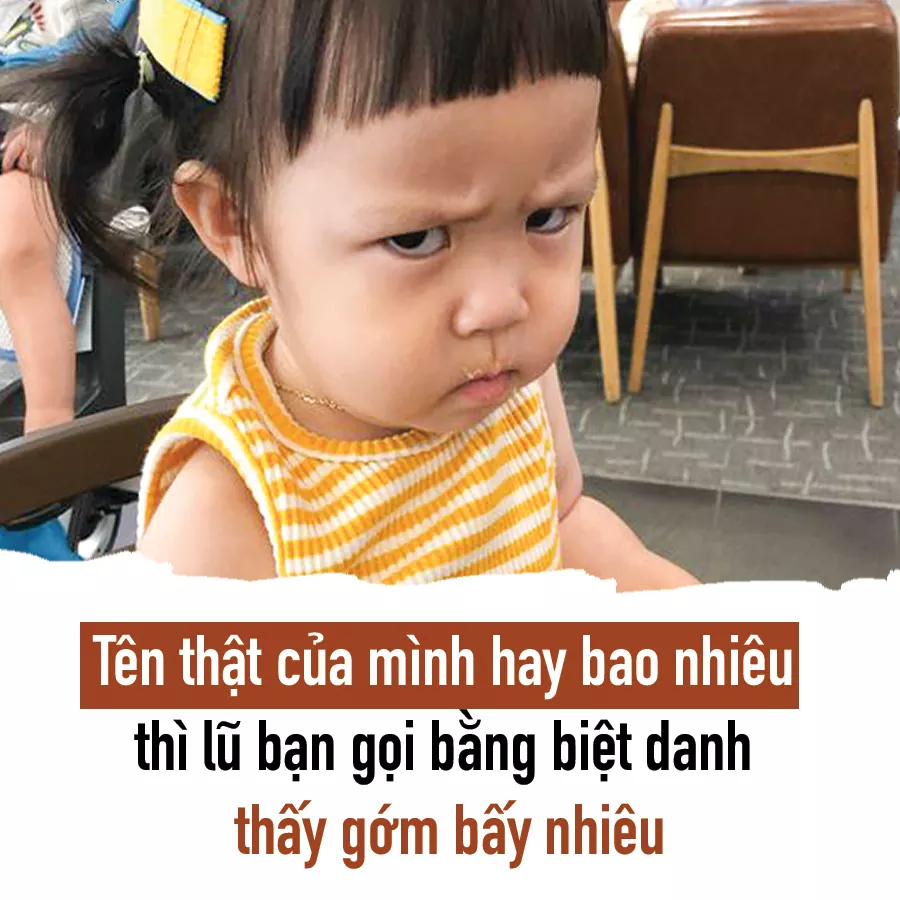 Tên thật của mình hay bao nhiêu
thì lũ bạn gọi bằng biệt danh
thấy gớm bấy nhiêu